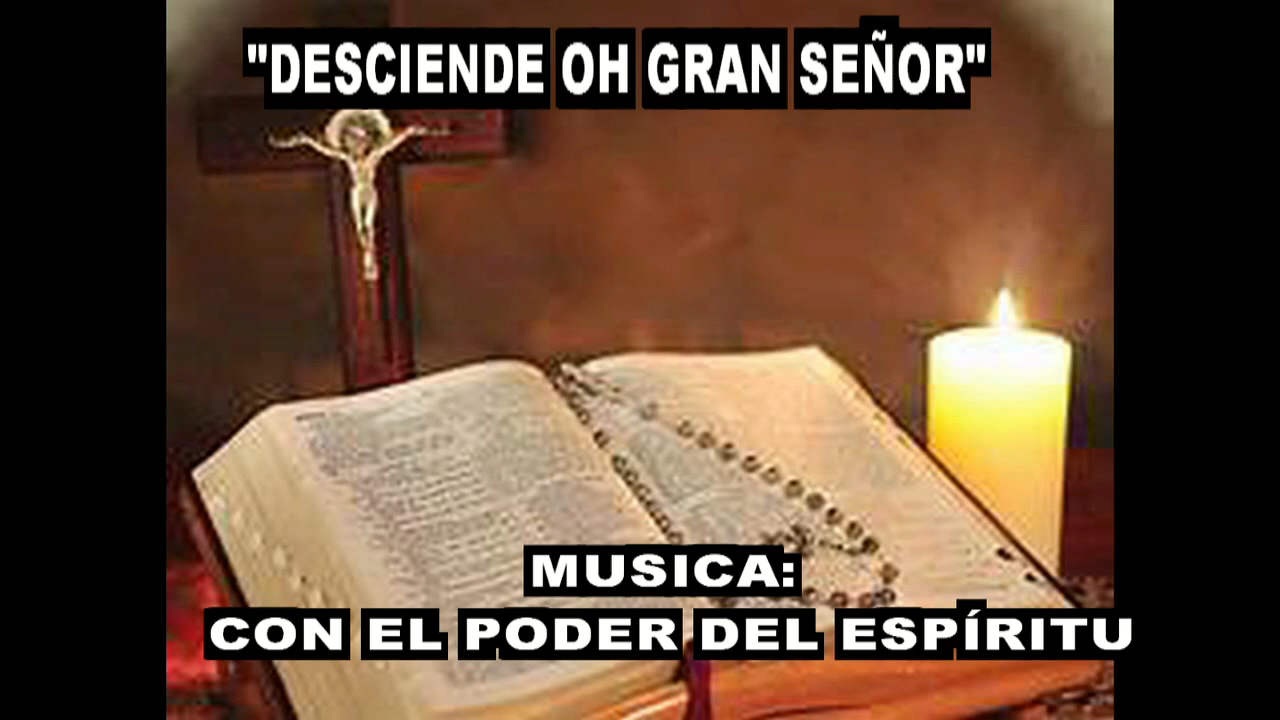 "DESCIENDE OH GRAN SEÑOR"
MUSICA:
CON EL PODER DEL ESPÍRITU